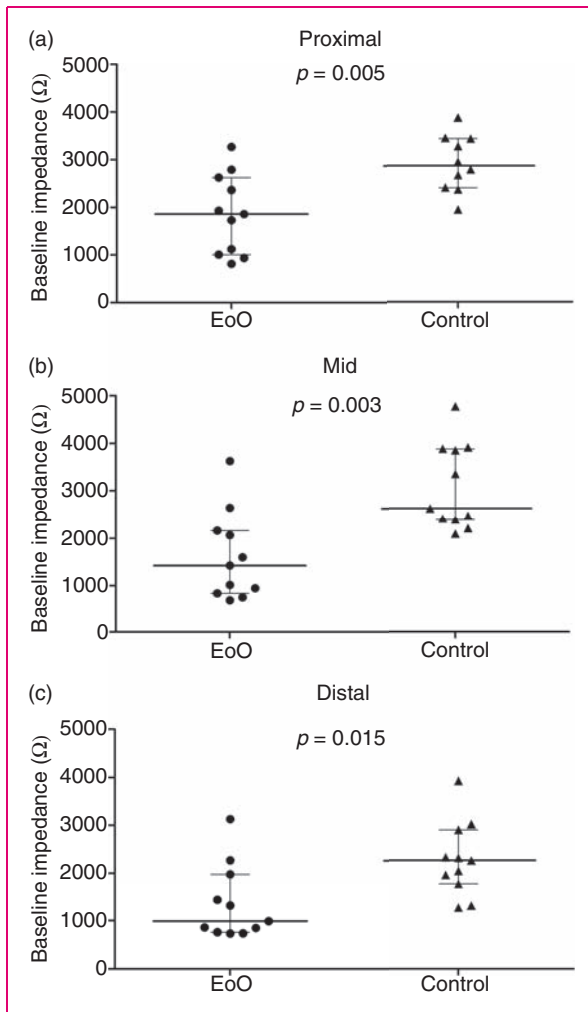 (a) Proximal
p = 0.005
Baseline impedance (Ω)
5000
4000
3000
2000
1000
0
EoO Control
(b) Mid
p = 0.003
Baseline impedance (Ω)
5000
4000
3000
2000
1000
0
EoO Control
(c) Distal
p = 0.015
Baseline impedance (Ω)
5000
4000
3000
2000
1000
0
EoO Control